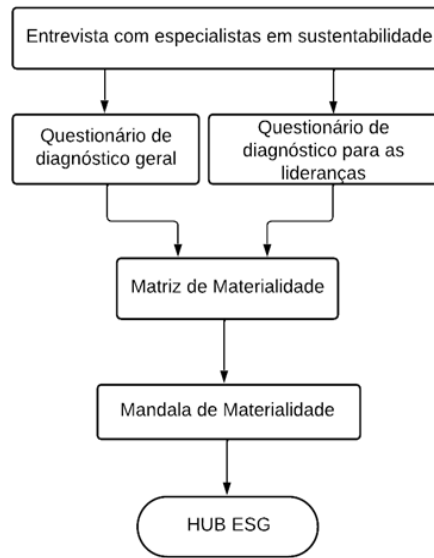 Entrevista com especialistas em sustentabilidade
Questionário de
diagnóstico geral
Questionário de
diagnóstico para as
lideranças
Matriz de Materialidade
Mandala de Materialidade
HUB ESG